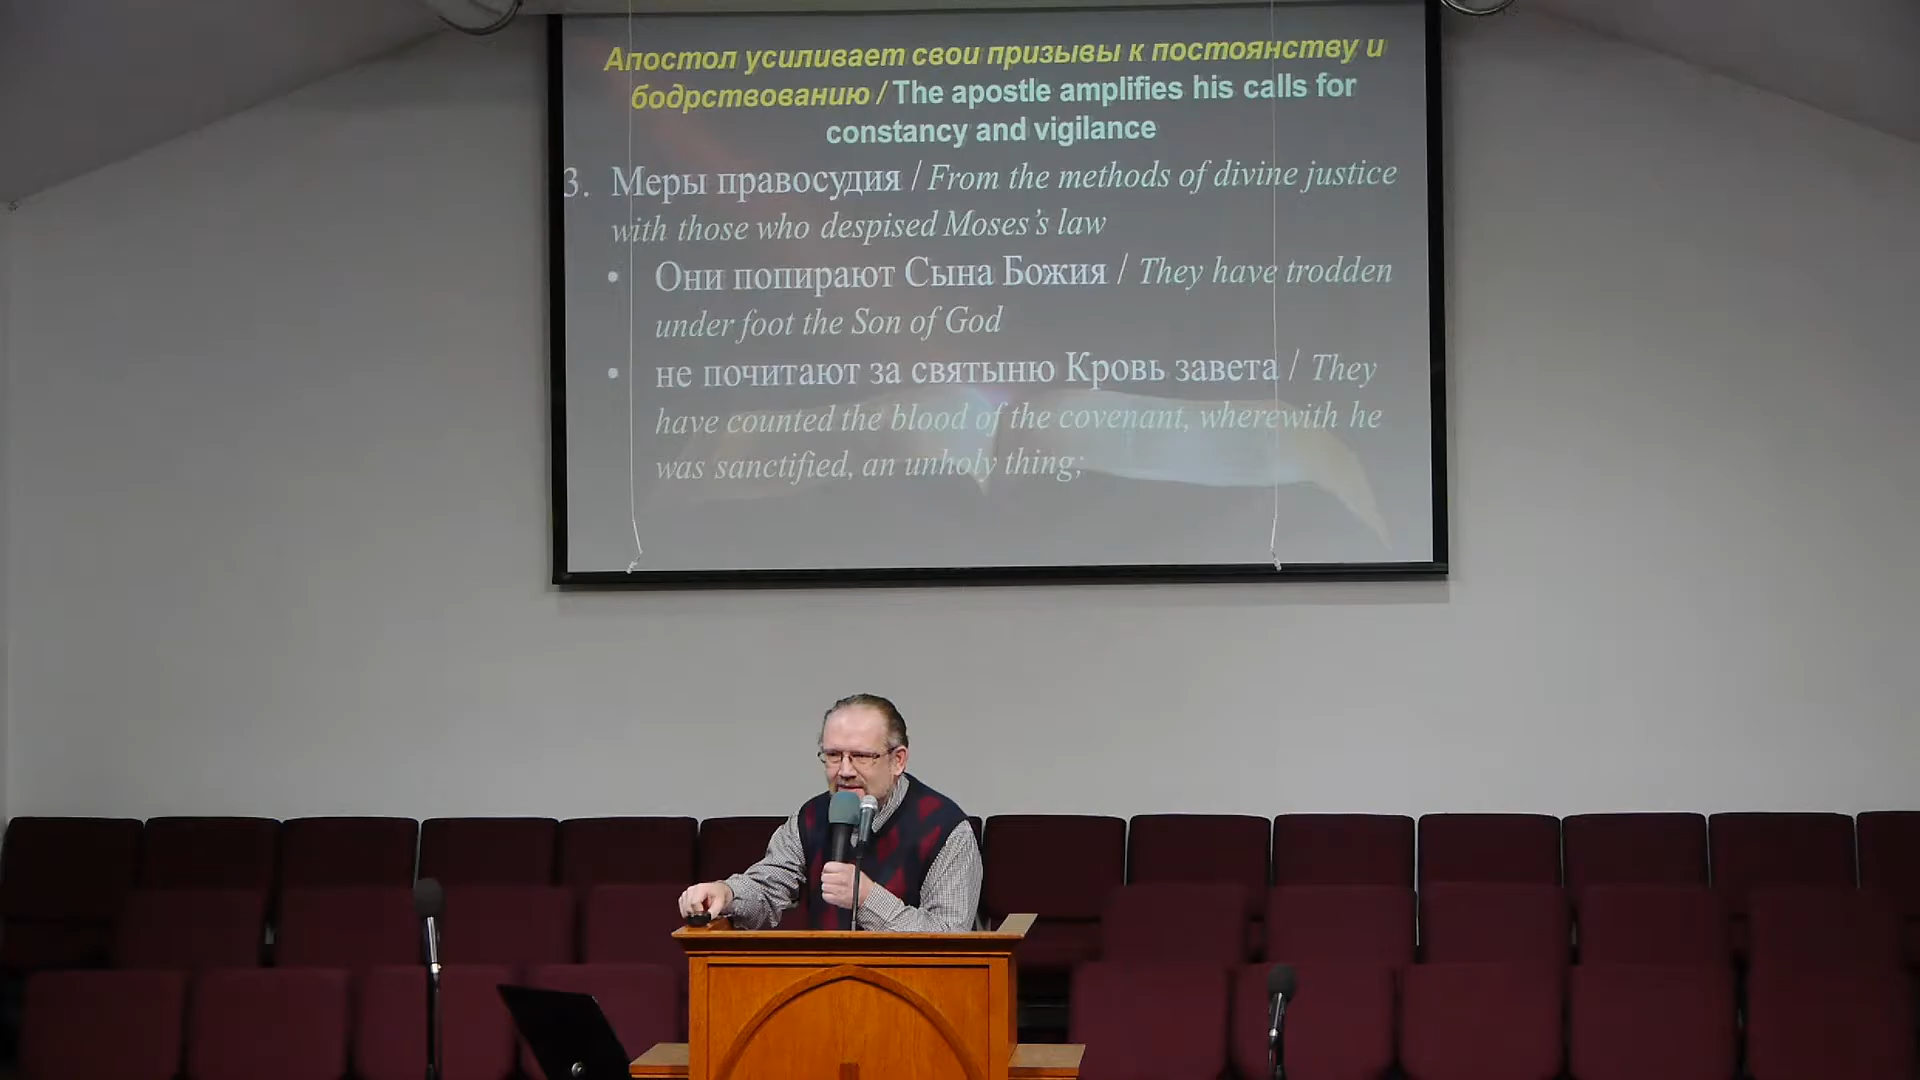 Апостол усиливает свои призывы к постоянству и
бодрствованию / The apostle amplifies his calls for
constancy and vigilance
3. Меры правосудия / From the methods of divine justice
with those who despised Moses's law
• Они попирают Сына Божия / They have trodden
under foot the Son of God
• не почитают за святыню Кровь завета / They
have counted the blood of the covenant, wherewith he
was sanctified, an unholy thing;